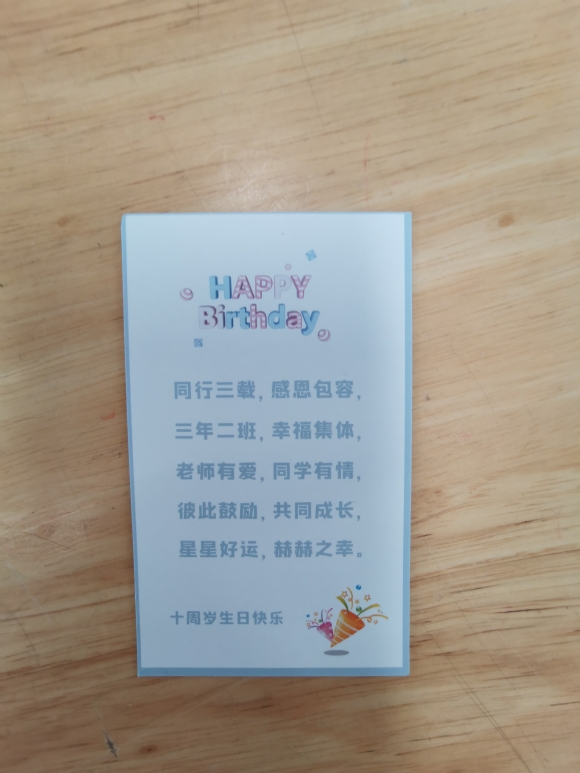 HAPPY
Birthday
同行三载，感恩包容，
三年二班，幸福集体，
老师有爱，同学有情，
彼此鼓励，共同成长，
星星好运，赫赫之幸。
十周岁生日快乐